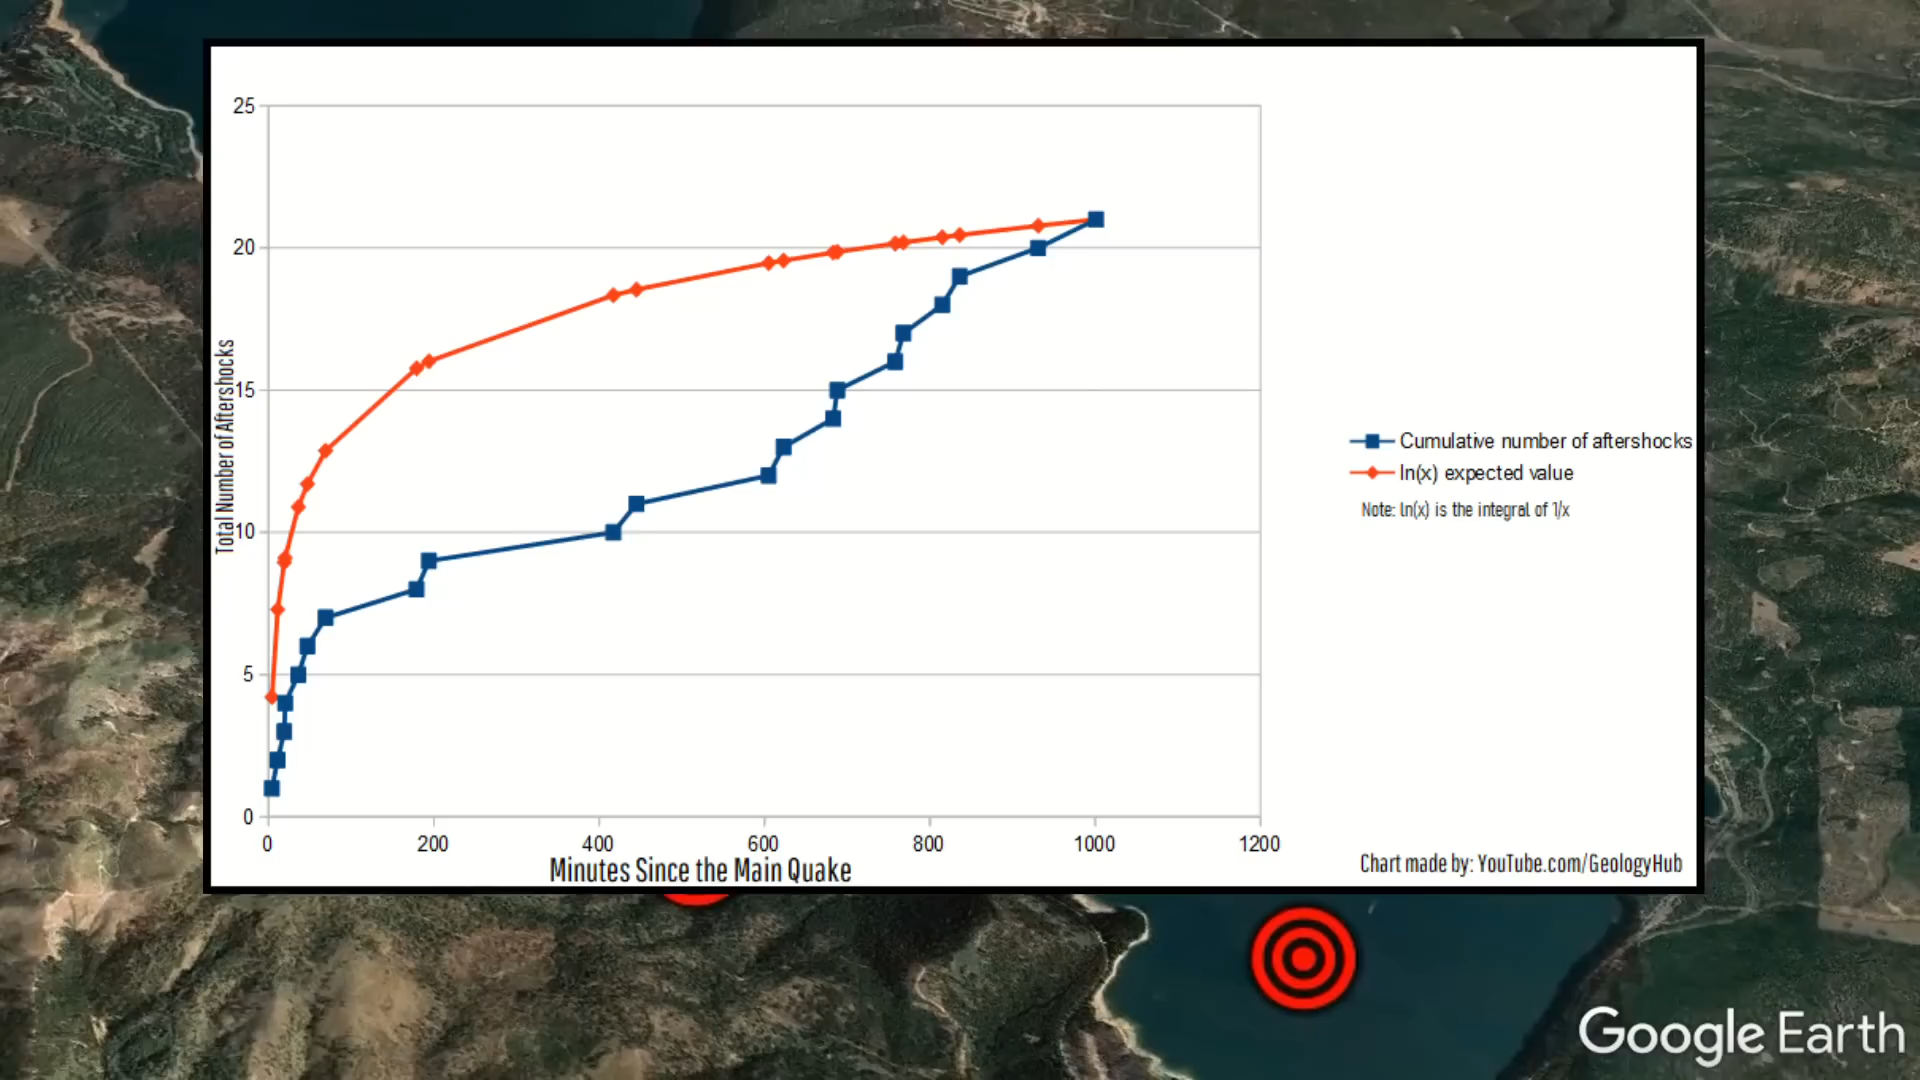 25
20
15
10
5
0
0 200 400 600 800 1000 1200
Total Number of Aftershocks
Minutes Since the Main Quake
Cumulative number of aftershocks
ln(x) expected value
Note: ln(x) is the integral of 1/x
Chart made by: YouTube.com/GeologyHub
Google Earth